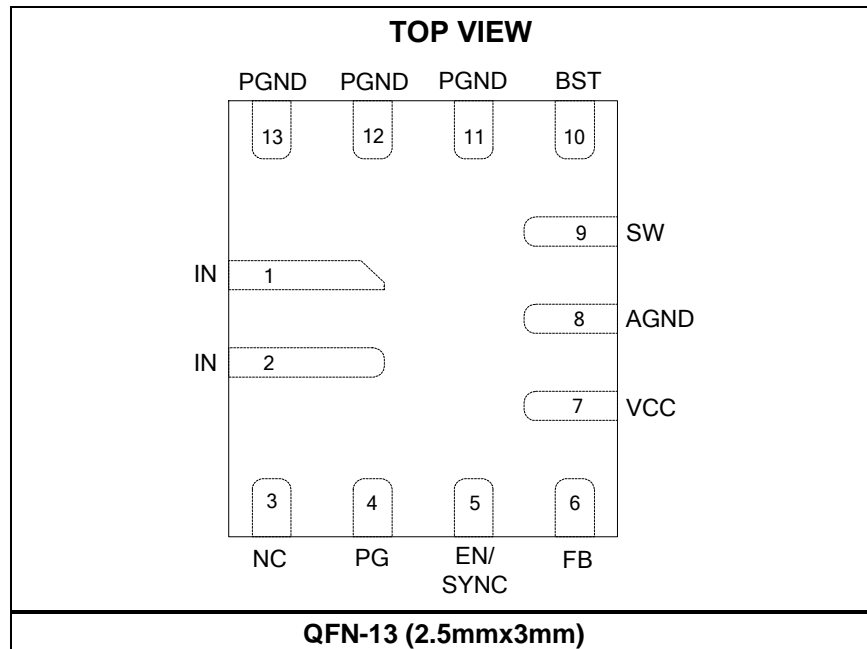 TOP VIEW
PGND PGND PGND BST
13 12 11 10
9 SW
IN 1
8 AGND
IN 2
7 VCC
3 4 5 6
NC PG EN/ FB
SYNC
QFN-13 (2.5mmx3mm)